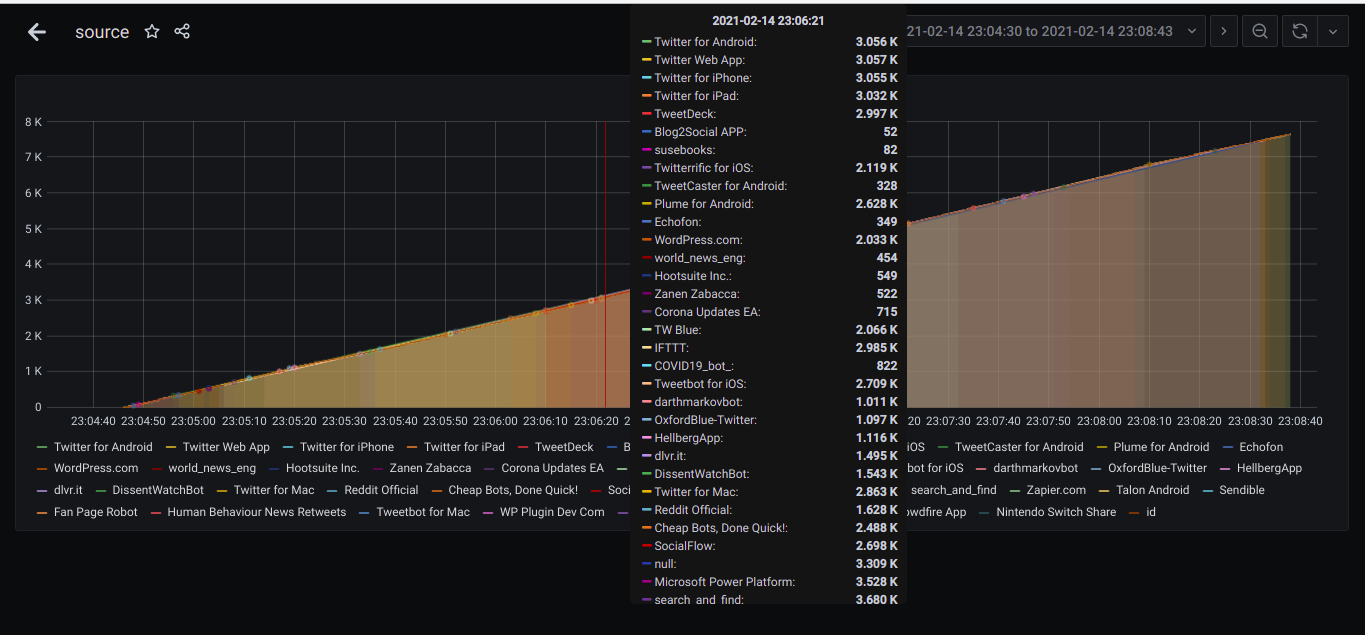 source
21-02-14 23:04:30 to 2021-02-14 23:08:43
2021-02-14 23:06:21
Twitter for Android: 3.056 K
Twitter Web App: 3.057 K
Twitter for iPhone: 3.055 K
Twitter for iPad: 3.032 K
TweetDeck: 2.997 K
Blog2Social APP: 52
susebooks: 82
Twitterrific for iOS: 2.119 K
TweetCaster for Android: 328
Plume for Android: 2.628 K
Echofon: 349
WordPress.com: 2.033 K
world_news_eng: 454
Hootsuite Inc.: 549
Zanen Zabacca: 522
Corona Updates EA: 715
TW Blue: 2.066 K
IFTTT: 2.985 K
COVID19_bot_: 822
Tweetbot for iOS: 2.709 K
darthmarkovbot: 1.011 K
OxfordBlue-Twitter: 1.097 K
HellbergApp: 1.116 K
dlvr.it: 1.495 K
DissentWatchBot: 1.543 K
Twitter for Mac: 2.863 K
Reddit Official: 1.628 K
Cheap Bots, Done Quick!: 2.488 K
SocialFlow: 2.698 K
null: 3.309 K
Microsoft Power Platform: 3.528 K
search_and_find: 3.680 K
8 K
7 K
6 K
5 K
4 K
3 K
2 K
1 K
0
23:04:40 23:04:50 23:05:00 23:05:10 23:05:20 23:05:30 23:05:40 23:05:50 23:06:00 23:06:10 23:06:20 2 20 23:07:30 23:07:40 23:07:50 23:08:00 23:08:10 23:08:20 23:08:30 23:08:40
Twitter for Android Twitter Web App Twitter for iPhone Twitter for iPad TweetDeck B iOS TweetCaster for Android Plume for Android Echofon
WordPress.com world_news_eng Hootsuite Inc. Zanen Zabacca Corona Updates EA bot for iOS darthmarkovbot OxfordBlue-Twitter HellbergApp
dlvr.it DissentWatchBot Twitter for Mac Reddit Official Cheap Bots, Done Quick! Soci search_and_find Zapier.com Talon Android Sendible
Fan Page Robot Human Behaviour News Retweets Tweetbot for Mac WP Plugin Dev Com owdfire App Nintendo Switch Share id